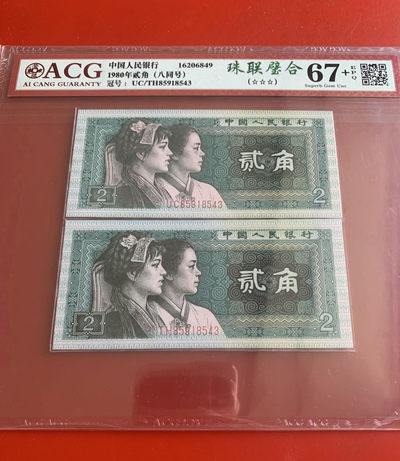 ACG
AI CANG GUARANTY
中国人民银行 16206849
1980年贰角（八同号）
冠号：UC/TH85918543
珠联璧合
(☆☆☆)
67+ EPQ
Superb Gem Unc
中国人民银行
贰角
UC85918543
2 2
中国人民银行
贰角
TH85918543
2 2